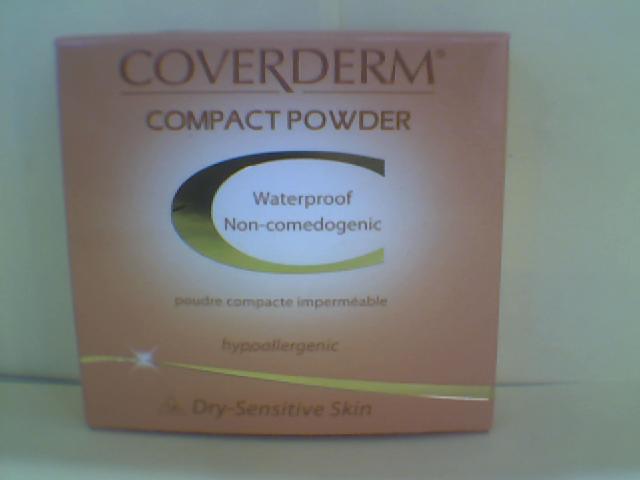 COVERDERM®
COMPACT POWDER
Waterproof
Non-comedogenic
poudre compacte imperméable
hypoallergenic
Dry-Sensitive Skin